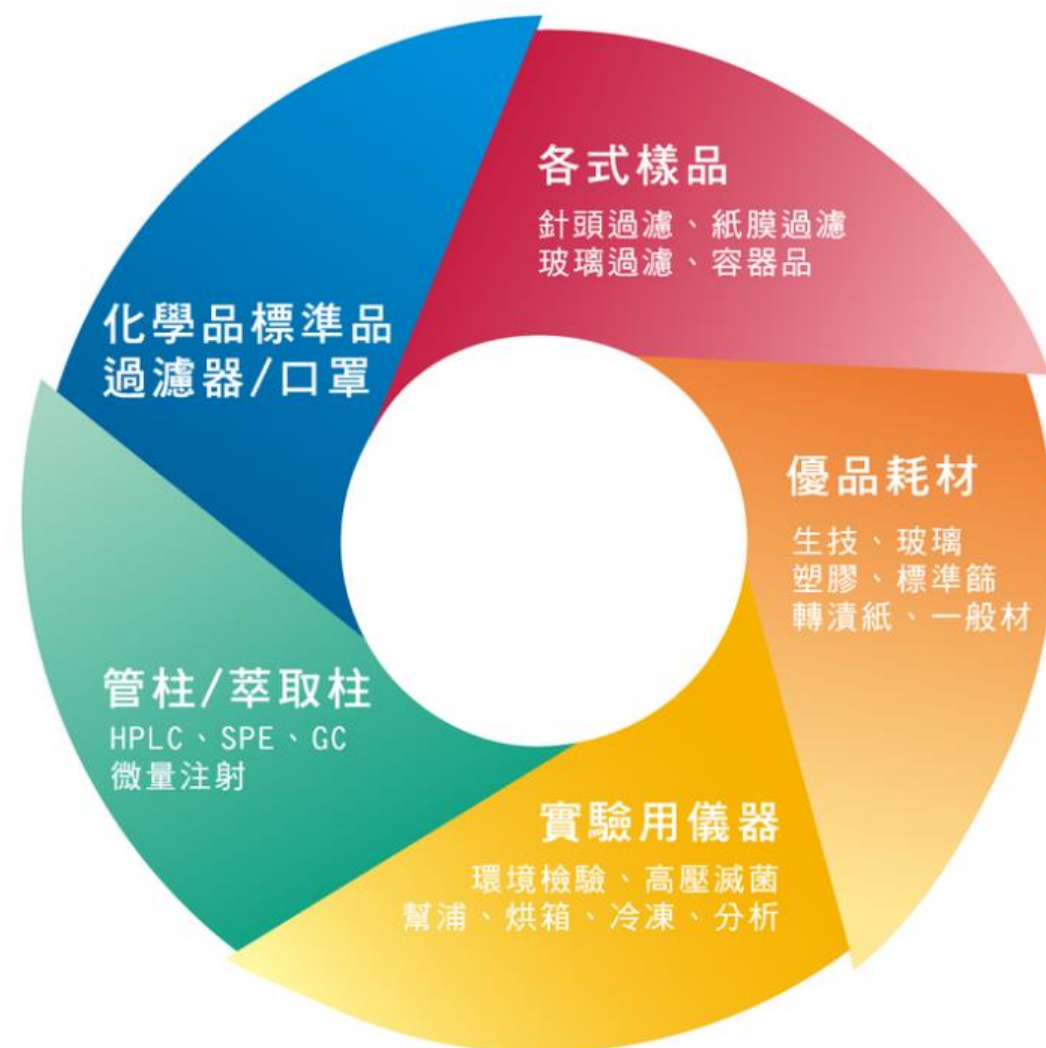 各式樣品
針頭過濾、紙膜過濾
玻璃過濾、容器品
優品耗材
生技、玻璃
塑膠、標準篩
轉漬紙、一般材
實驗用儀器
環境檢驗、高壓滅菌
幫浦、烘箱、冷凍、分析
管柱/萃取柱
HPLC、SPE、GC
微量注射
化學品標準品
過濾器/口罩